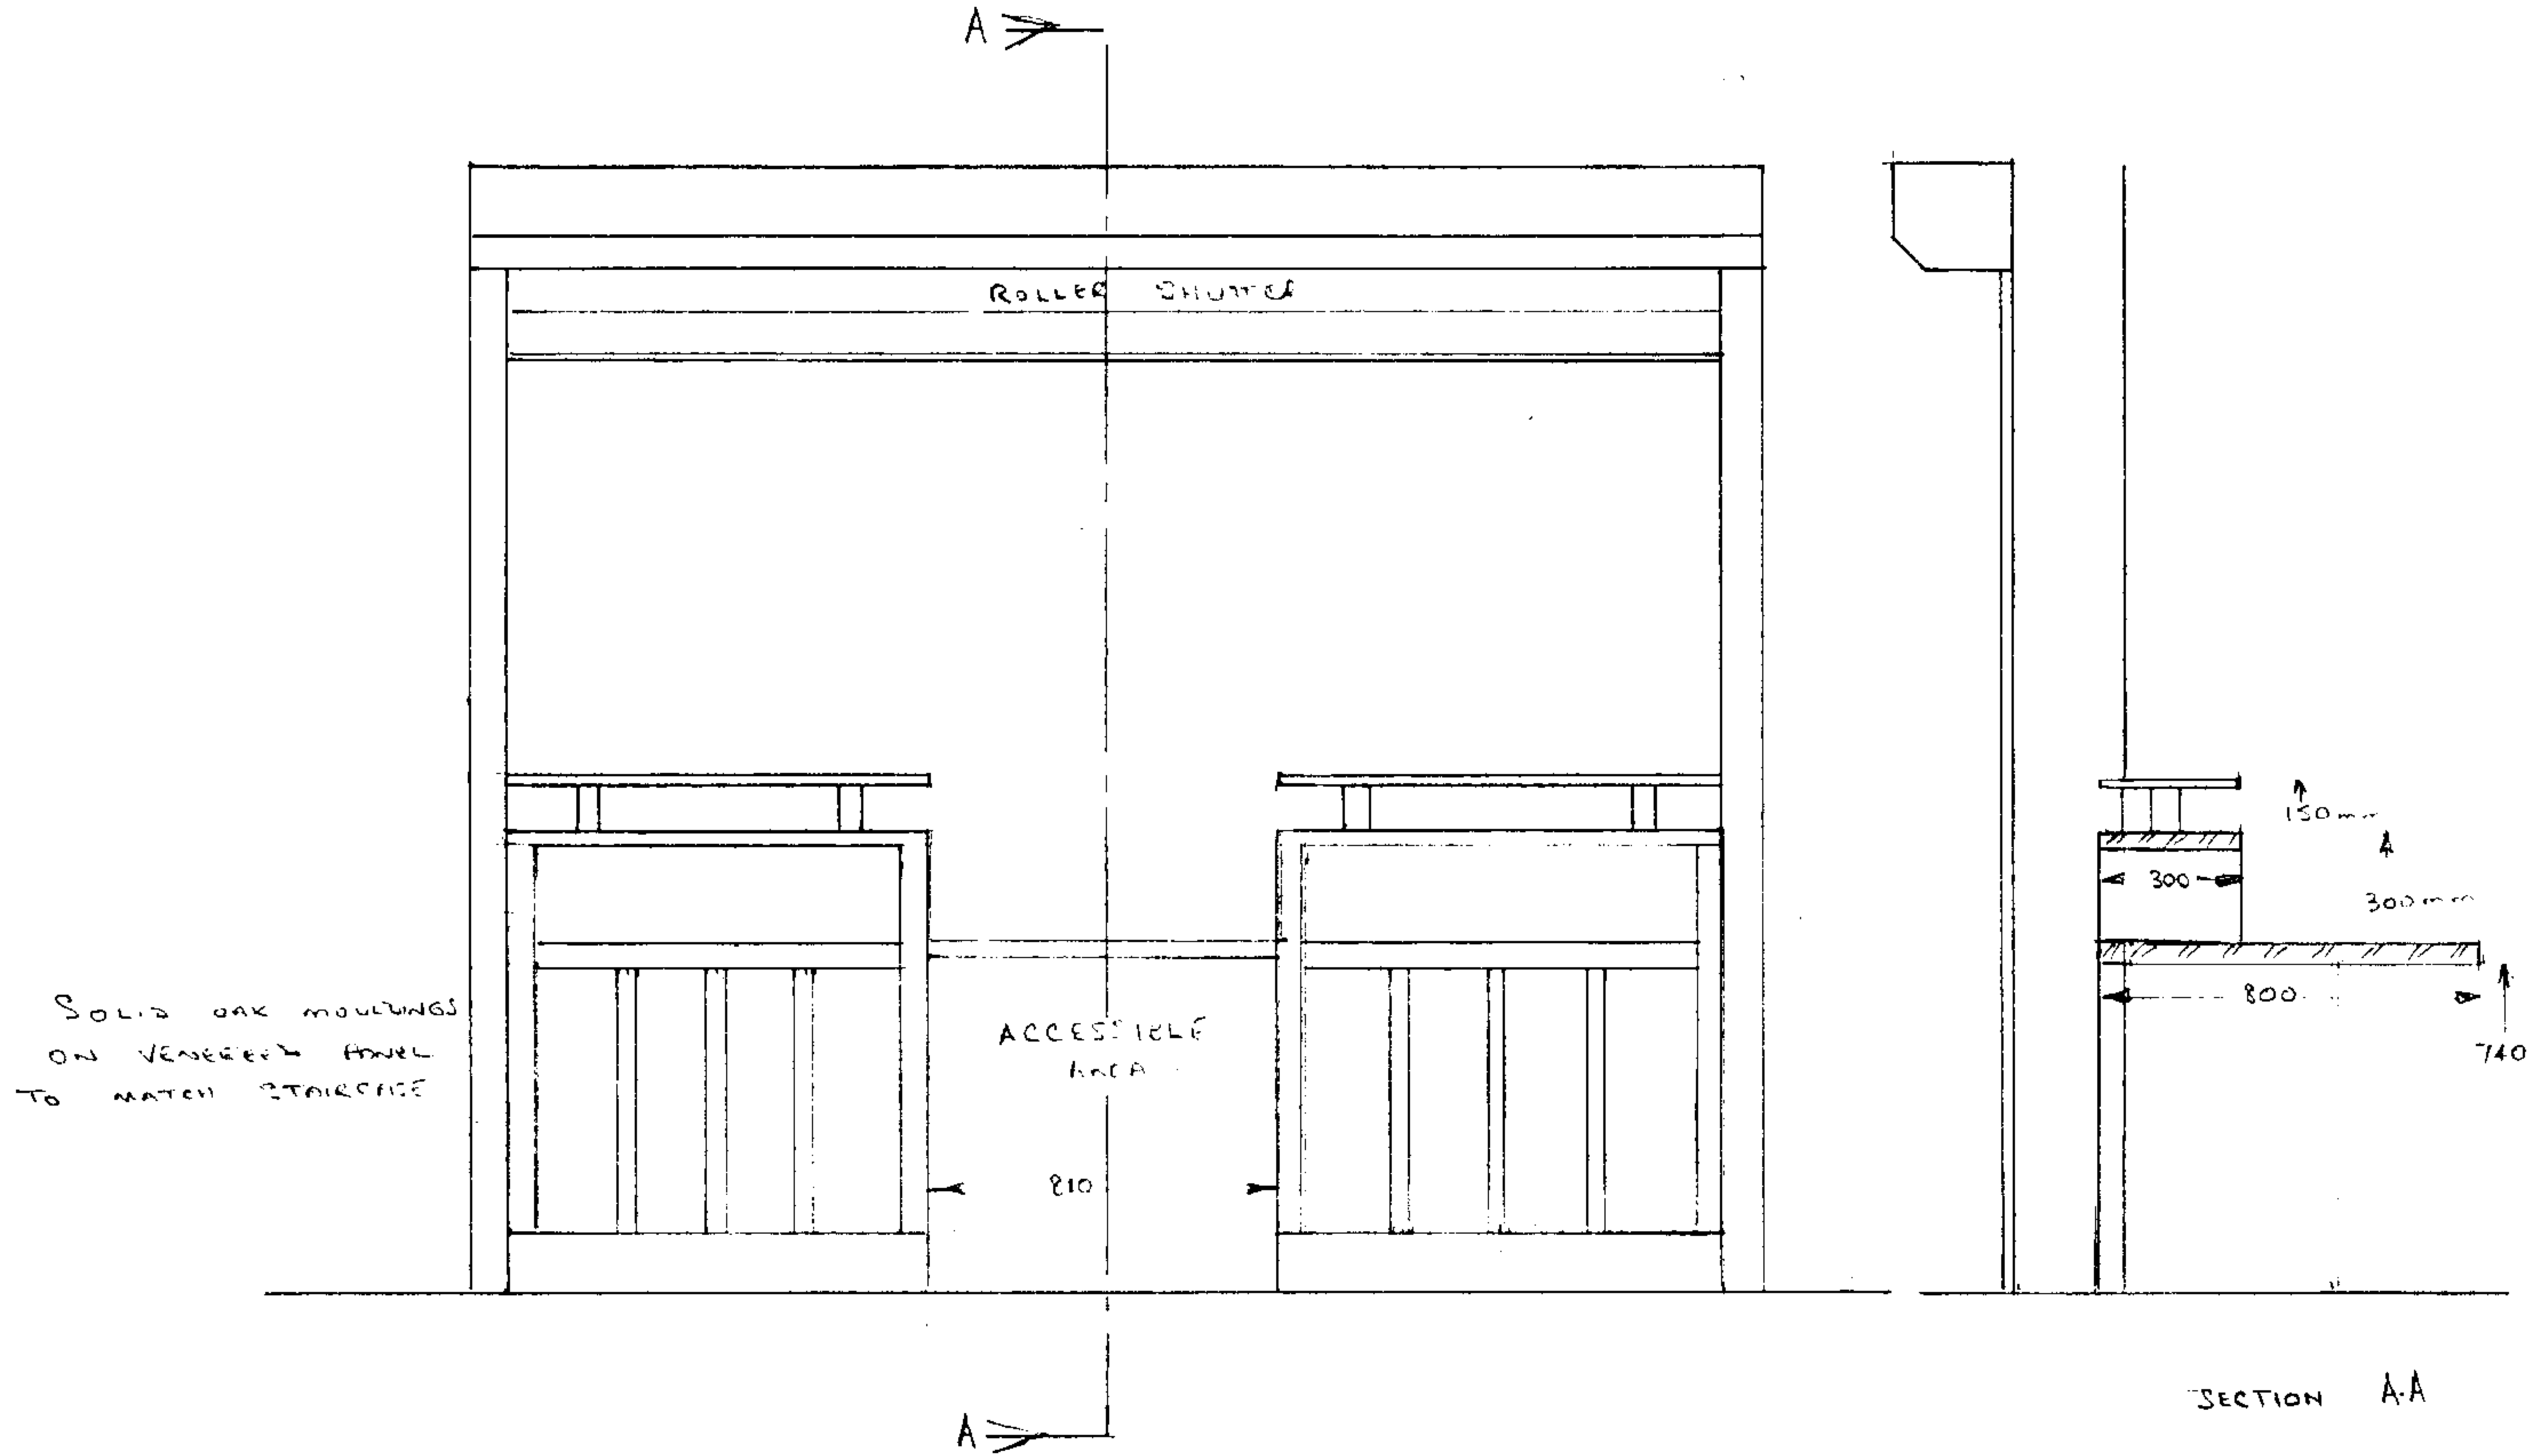 A
ROLLER SHUTTER
150mm
300
300mm
SOLID OAK MOULDINGS
ON VENEERED PANEL
TO MATCH STAIRCASE
ACCESSIBLE
AREA
800
740
810
SECTION A-A
A